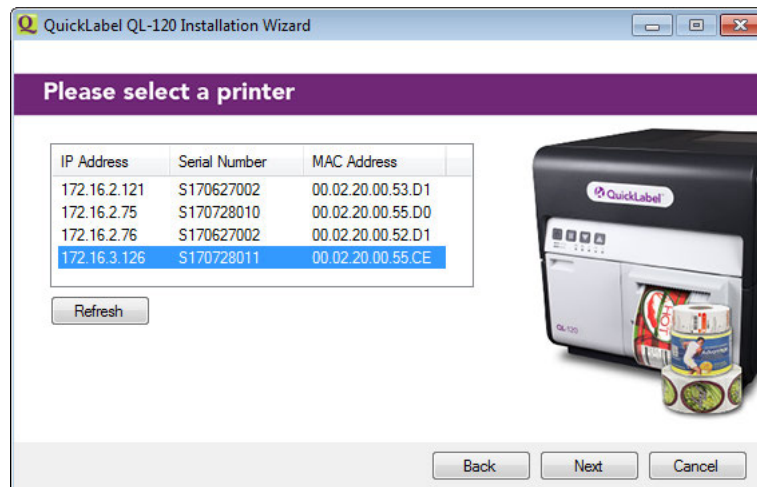 QuickLabel QL-120 Installation Wizard
Please select a printer
IP Address Serial Number MAC Address
172.16.2.121 S170627002 00.02.20.00.53.D1
172.16.2.75 S170728010 00.02.20.00.55.D0
172.16.2.76 S170627002 00.02.20.00.52.D1
172.16.3.126 S170728011 00.02.20.00.55.CE
Refresh
QuickLabel
QL-120
HOT
Back Next Cancel